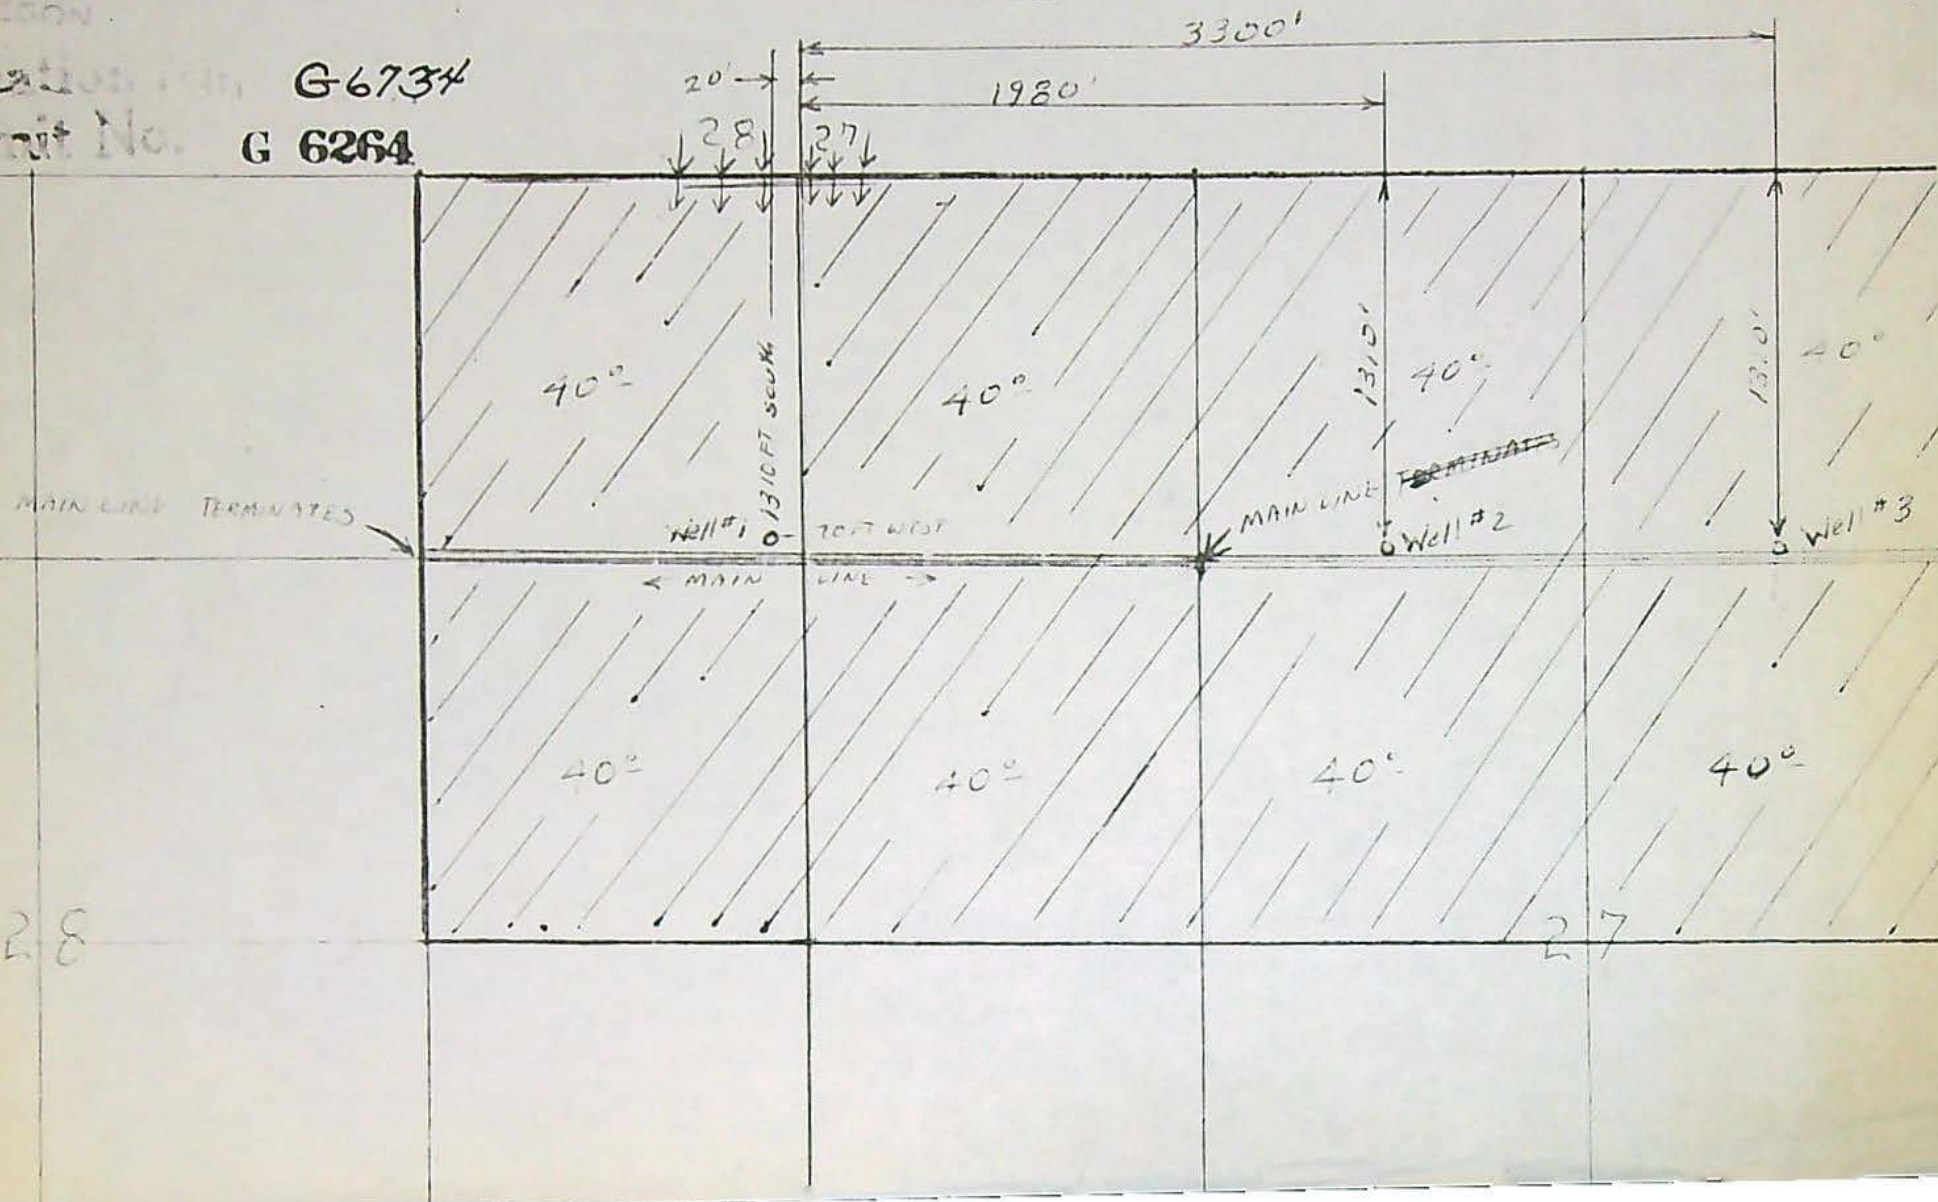 3300'
G6734
20'
1980'
nit No.
G 6264
28
27
1310 FT South
1310'
40°
40°
40°
40°
MAIN LINE TERMINATES
MAIN LINE TERMINATES
Well #1
20 FT WEST
Well #2
Well #3
MAIN LINE
40°
40°
40°
40°
28
27